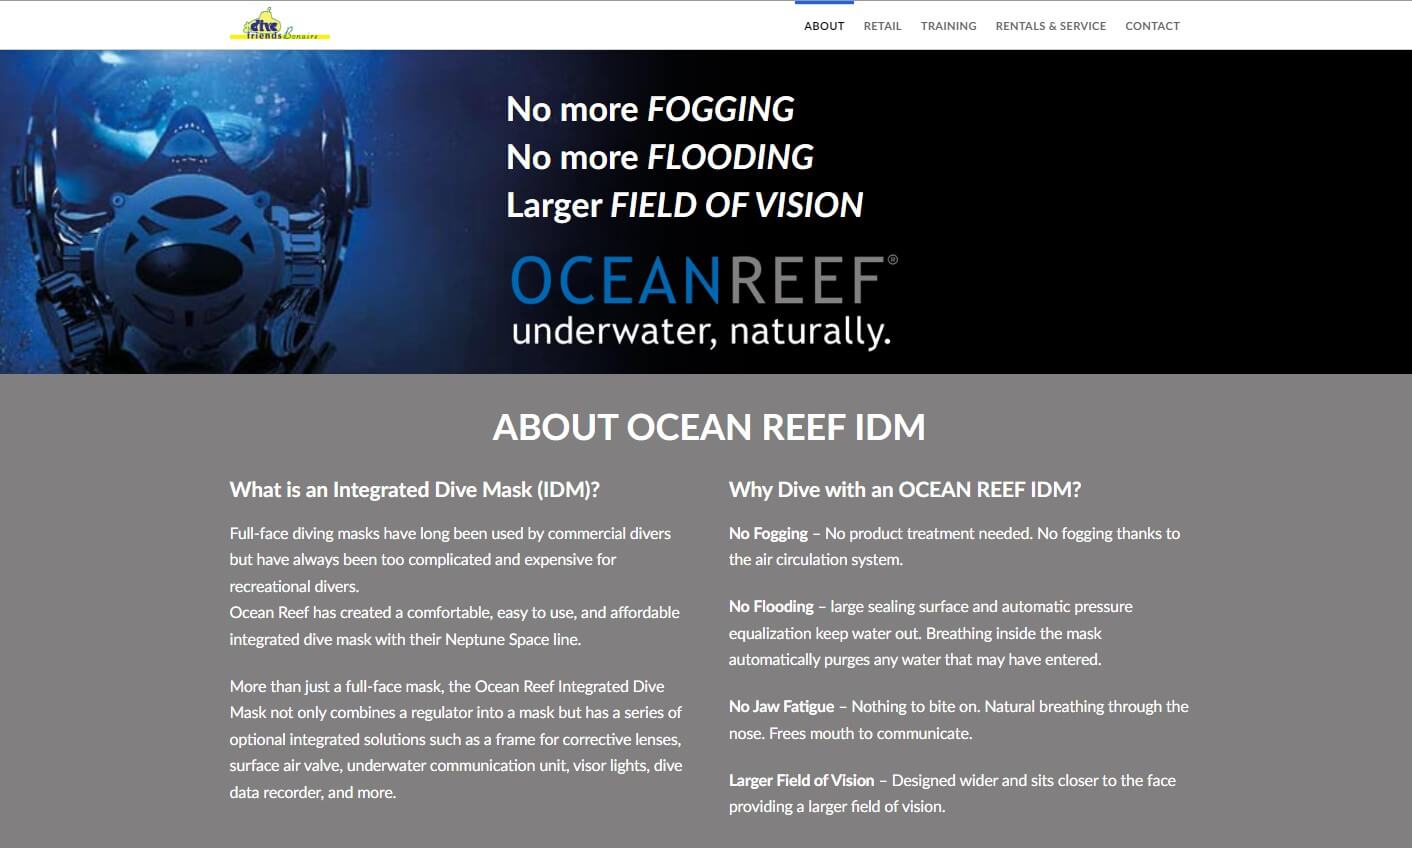 dive
friends Bonaire
ABOUT
RETAIL
TRAINING
RENTALS & SERVICE
CONTACT
No more FOGGING
No more FLOODING
Larger FIELD OF VISION
OCEANREEF®
underwater, naturally.
ABOUT OCEAN REEF IDM
What is an Integrated Dive Mask (IDM)?
Full-face diving masks have long been used by commercial divers
but have always been too complicated and expensive for
recreational divers.
Ocean Reef has created a comfortable, easy to use, and affordable
integrated dive mask with their Neptune Space line.
More than just a full-face mask, the Ocean Reef Integrated Dive
Mask not only combines a regulator into a mask but has a series of
optional integrated solutions such as a frame for corrective lenses,
surface air valve, underwater communication unit, visor lights, dive
data recorder, and more.
Why Dive with an OCEAN REEF IDM?
No Fogging – No product treatment needed. No fogging thanks to
the air circulation system.
No Flooding – large sealing surface and automatic pressure
equalization keep water out. Breathing inside the mask
automatically purges any water that may have entered.
No Jaw Fatigue – Nothing to bite on. Natural breathing through the
nose. Frees mouth to communicate.
Larger Field of Vision – Designed wider and sits closer to the face
providing a larger field of vision.